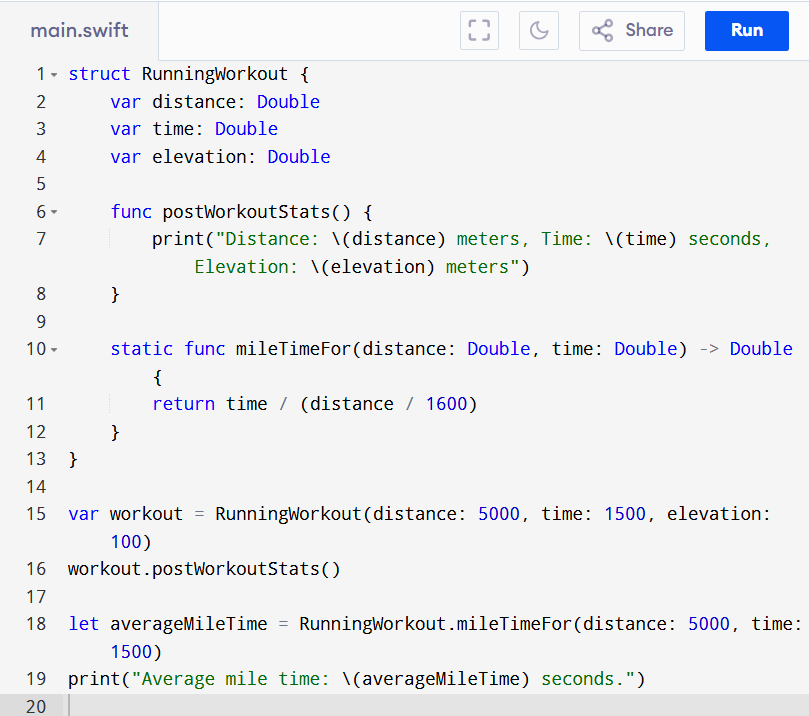 main.swift
Share
Run
1 struct RunningWorkout {
2     var distance: Double
3     var time: Double
4     var elevation: Double
5
6     func postWorkoutStats() {
7         print("Distance: \(distance) meters, Time: \(time) seconds,
Elevation: \(elevation) meters")
8     }
9
10     static func mileTimeFor(distance: Double, time: Double) -> Double
{
11         return time / (distance / 1600)
12     }
13 }
14
15 var workout = RunningWorkout(distance: 5000, time: 1500, elevation:
100)
16 workout.postWorkoutStats()
17
18 let averageMileTime = RunningWorkout.mileTimeFor(distance: 5000, time:
1500)
19 print("Average mile time: \(averageMileTime) seconds.")
20